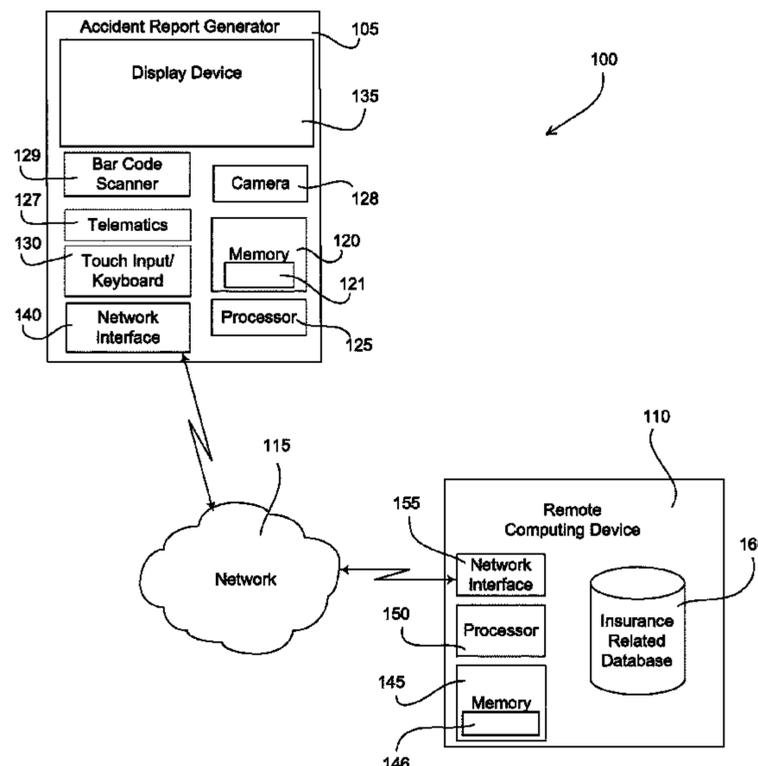 Accident Report Generator
105
Display Device
135
100
129
Bar Code
Scanner
Camera
128
127
Telematics
130
Touch Input/
Keyboard
Memory
120
121
140
Network
Interface
Processor
125
115
Network
110
Remote
Computing Device
155
Network
Interface
150
Processor
145
Memory
146
Insurance
Related
Database